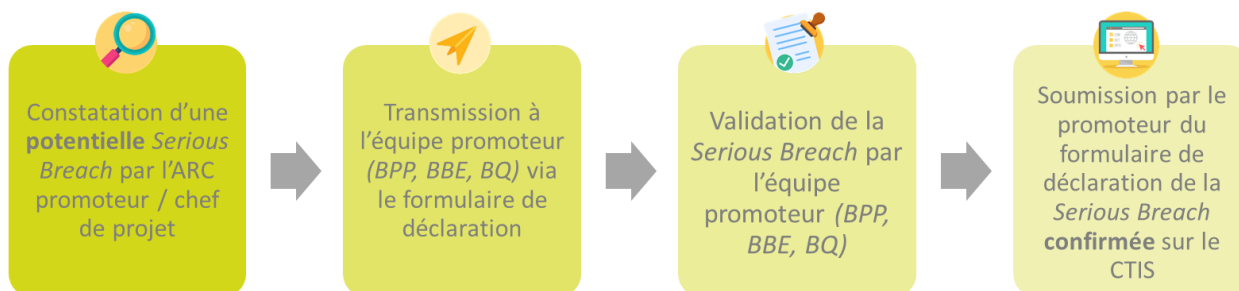 Constatation d’une
potentielle Serious
Breach par l’ARC
promoteur / chef
de projet
Transmission à
l’équipe promoteur
(BPP, BBE, BQ) via
le formulaire de
déclaration
Validation de la
Serious Breach par
l’équipe
promoteur (BPP,
BBE, BQ)
Soumission par le
promoteur du
formulaire de
déclaration de la
Serious Breach
confirmée sur le
CTIS